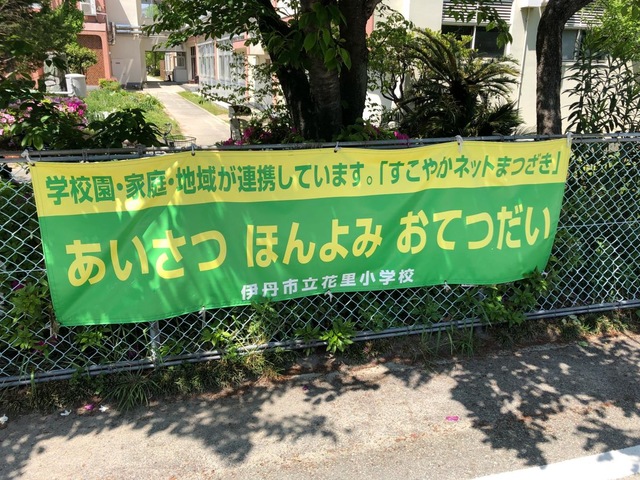 学校園・家庭・地域が連携しています。「すこやかネットまつざき」
あいさつ ほんよみ おてつだい
伊丹市立花里小学校